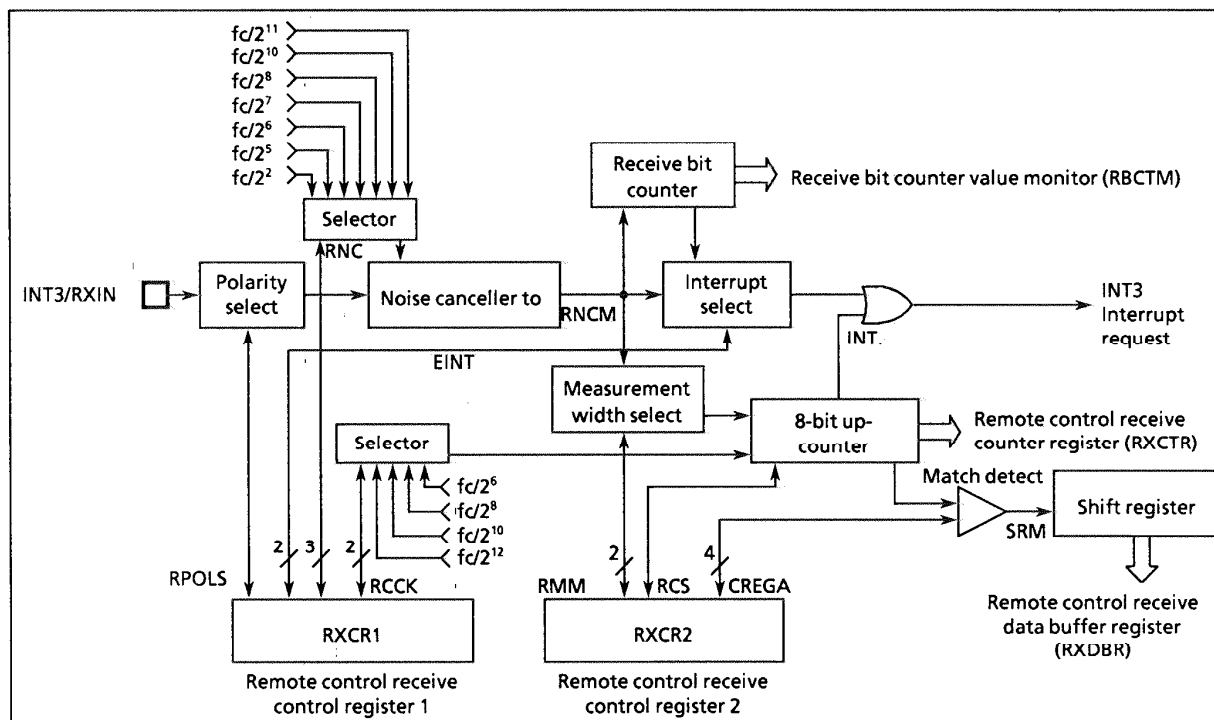 fc/2¹¹
fc/2¹⁰
fc/2⁸
fc/2⁷
fc/2⁶
fc/2⁵
fc/2²
Selector
RNC
Receive bit
counter
Receive bit counter value monitor (RBCTM)
INT3/RXIN
Polarity
select
Noise canceller to
RNCM
Interrupt
select
INT3
Interrupt
request
INT.
EINT
Measurement
width select
8-bit up-
counter
Remote control receive
counter register (RXCTR)
Selector
fc/2⁶
fc/2⁸
fc/2¹⁰
fc/2¹²
Match detect
SRM
Shift register
2
3
2
2
4
RPOLS
RCCK
RMM
RCS
CREGA
RXCR1
RXCR2
Remote control receive
data buffer register
(RXDBR)
Remote control receive
control register 1
Remote control receive
control register 2